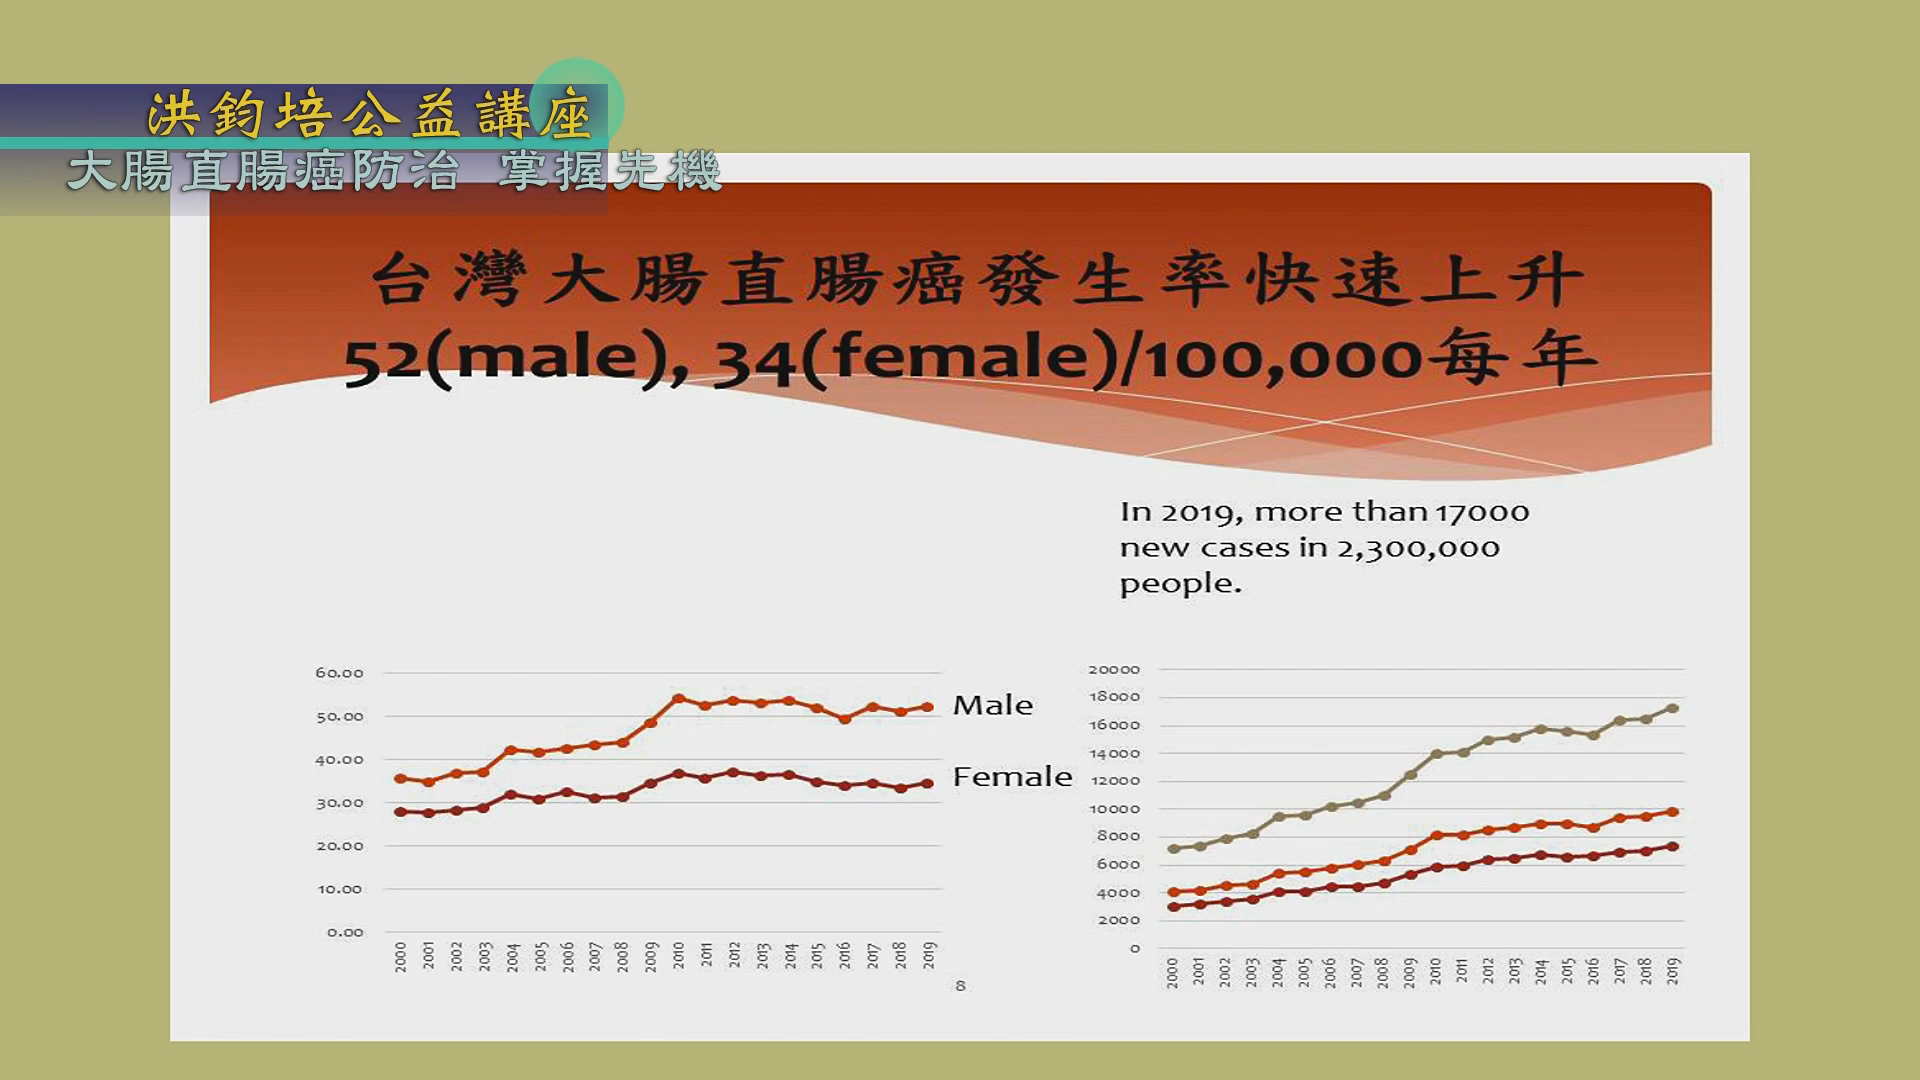 洪鈞培公益講座
大腸直腸癌防治 掌握先機
台灣大腸直腸癌發生率快速上升
52(male), 34(female)/100,000每年
In 2019, more than 17000
new cases in 2,300,000
people.
60.00
50.00
40.00
30.00
20.00
10.00
0.00
2000 2001 2002 2003 2004 2005 2006 2007 2008 2009 2010 2011 2012 2013 2014 2015 2016 2017 2018 2019
Male
Female
20000
18000
16000
14000
12000
10000
8000
6000
4000
2000
0
2000 2001 2002 2003 2004 2005 2006 2007 2008 2009 2010 2011 2012 2013 2014 2015 2016 2017 2018 2019
8